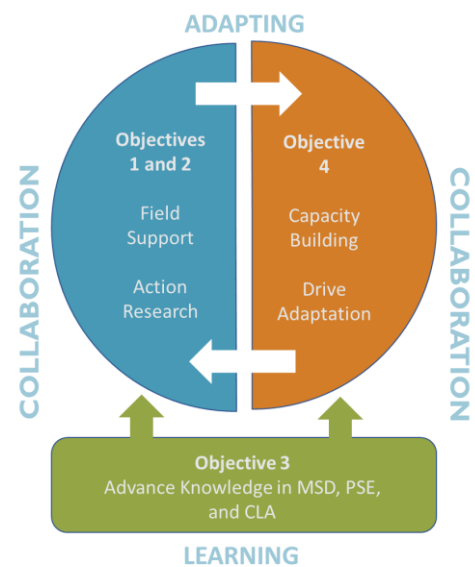 ADAPTING
COLLABORATION
Objectives
1 and 2
Field
Support
Action
Research
Objective
4
Capacity
Building
Drive
Adaptation
COLLABORATION
Objective 3
Advance Knowledge in MSD, PSE,
and CLA
LEARNING